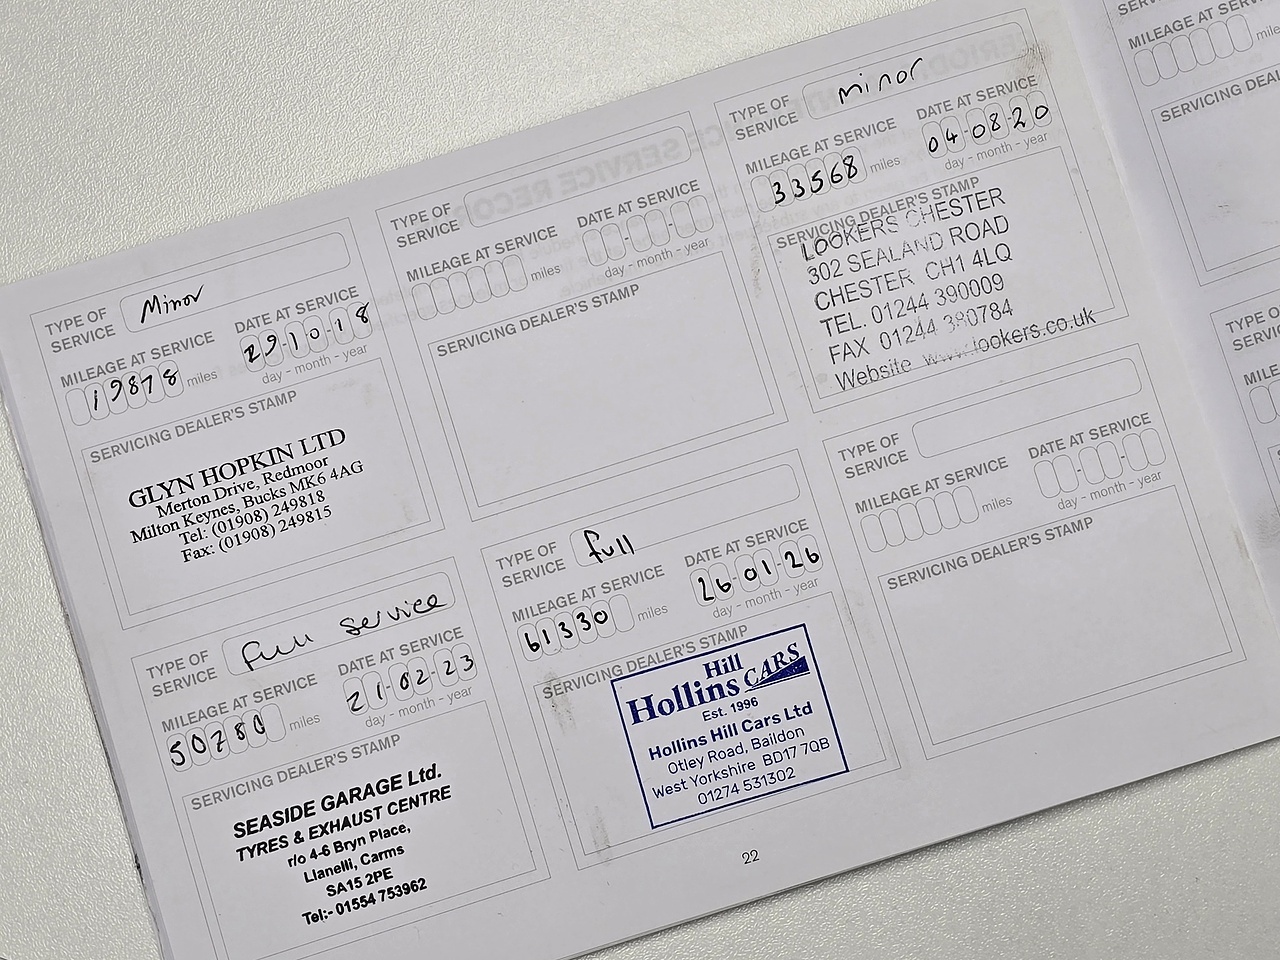 TYPE OF SERVICE Minor
MILEAGE AT SERVICE 19878 miles
DATE AT SERVICE 29-10-18
day - month - year
SERVICING DEALER'S STAMP
GLYN HOPKIN LTD
Merton Drive, Redmoor
Milton Keynes, Bucks MK6 4AG
Tel: (01908) 249818
Fax: (01908) 249815
TYPE OF SERVICE
MILEAGE AT SERVICE miles
DATE AT SERVICE
day - month - year
SERVICING DEALER'S STAMP
TYPE OF SERVICE minor
MILEAGE AT SERVICE 33568 miles
DATE AT SERVICE 04-08-20
day - month - year
SERVICING DEALER'S STAMP
LOOKERS CHESTER
302 SEALAND ROAD
CHESTER CH1 4LQ
TEL. 01244 390009
FAX 01244 380784
Website www.lookers.co.uk
TYPE OF SERVICE Full Service
MILEAGE AT SERVICE 50780 miles
DATE AT SERVICE 21-02-23
day - month - year
SERVICING DEALER'S STAMP
SEASIDE GARAGE Ltd.
TYRES & EXHAUST CENTRE
r/o 4-6 Bryn Place,
Llanelli, Carms
SA15 2PE
Tel:- 01554 753962
TYPE OF SERVICE full
MILEAGE AT SERVICE 61330 miles
DATE AT SERVICE 26-01-26
day - month - year
SERVICING DEALER'S STAMP
Hill
Hollins CARS
Est. 1996
Hollins Hill Cars Ltd
Otley Road, Baildon
West Yorkshire BD17 7QB
01274 531302
TYPE OF SERVICE
MILEAGE AT SERVICE miles
DATE AT SERVICE
day - month - year
SERVICING DEALER'S STAMP
22
SERVICE
MILEAGE AT SERVICE
SERVICING